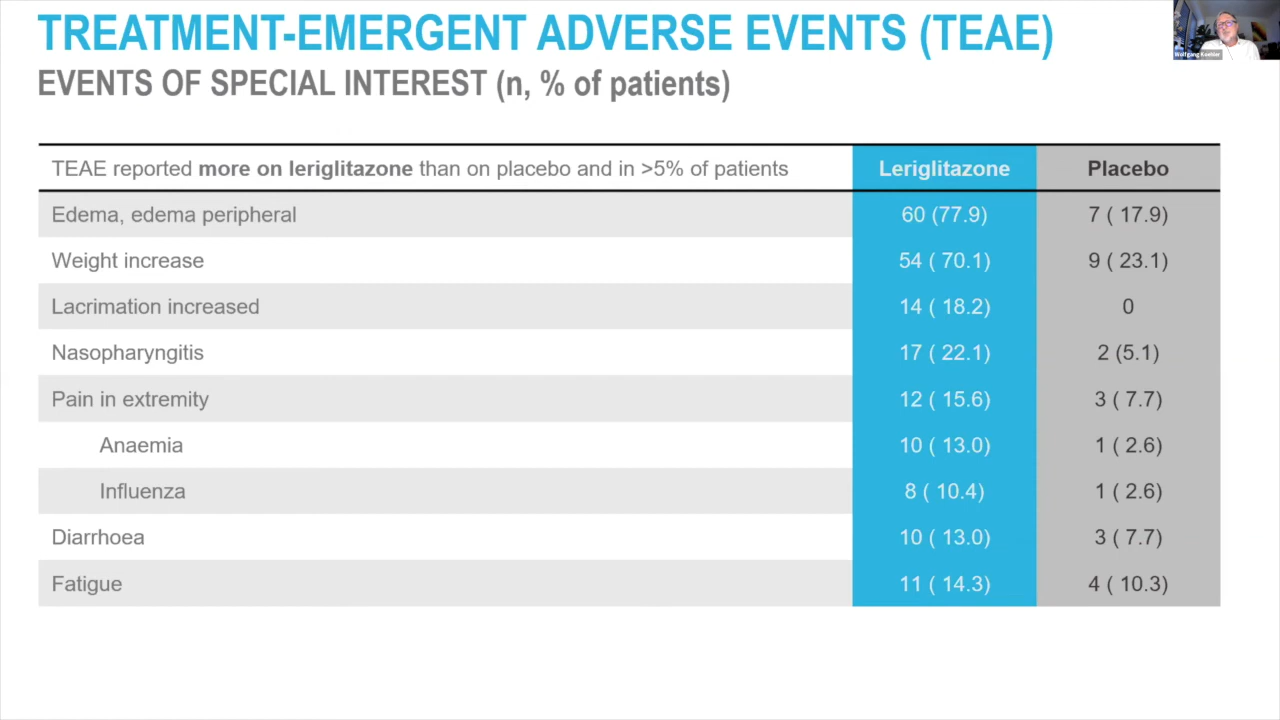 TREATMENT-EMERGENT ADVERSE EVENTS (TEAE)
EVENTS OF SPECIAL INTEREST (n, % of patients)
Wolfgang Koehler
TEAE reported more on leriglitazone than on placebo and in >5% of patients Leriglitazone Placebo
Edema, edema peripheral 60 (77.9) 7 ( 17.9)
Weight increase 54 ( 70.1) 9 ( 23.1)
Lacrimation increased 14 ( 18.2) 0
Nasopharyngitis 17 ( 22.1) 2 (5.1)
Pain in extremity 12 ( 15.6) 3 ( 7.7)
Anaemia 10 ( 13.0) 1 ( 2.6)
Influenza 8 ( 10.4) 1 ( 2.6)
Diarrhoea 10 ( 13.0) 3 ( 7.7)
Fatigue 11 ( 14.3) 4 ( 10.3)